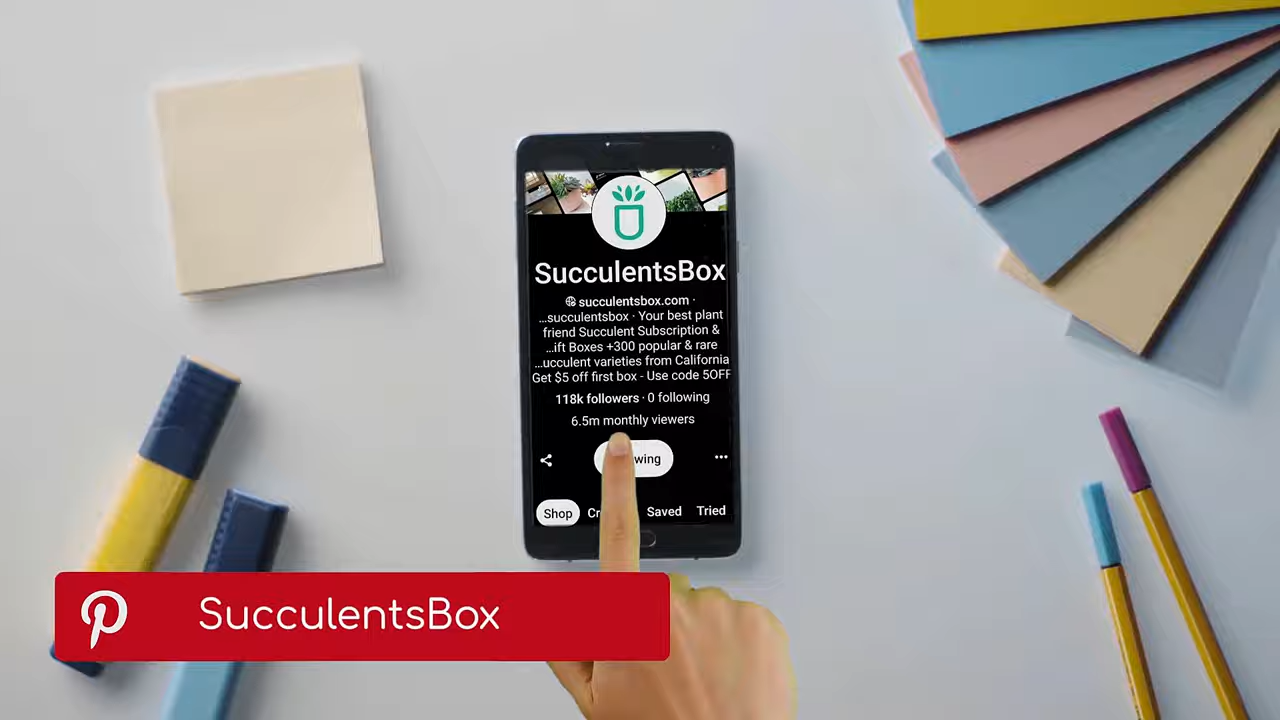 SucculentsBox
succulentsbox.com ·
...succulentsbox · Your best plant
friend Succulent Subscription &
...ift Boxes +300 popular & rare
...ucculent varieties from California
Get $5 off first box - Use code 5OFF
118k followers · 0 following
6.5m monthly viewers
wing
Shop Saved Tried
SucculentsBox